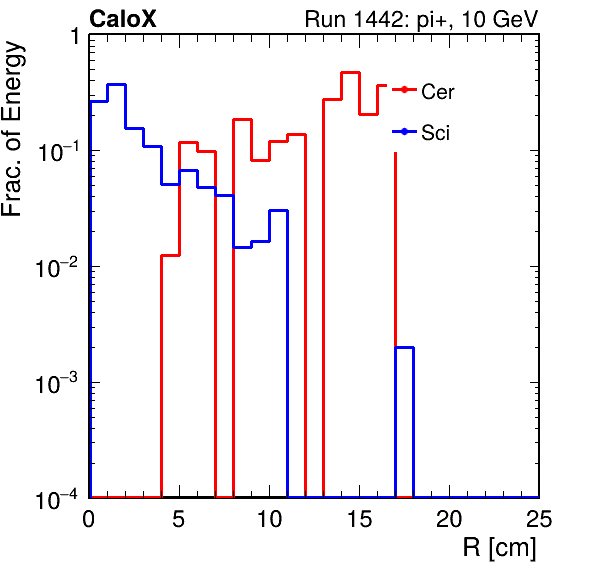 CaloX Run 1442: pi+, 10 GeV
Frac. of Energy
1
10⁻¹
10⁻²
10⁻³
10⁻⁴
Cer
Sci
0 5 10 15 20 25
R [cm]